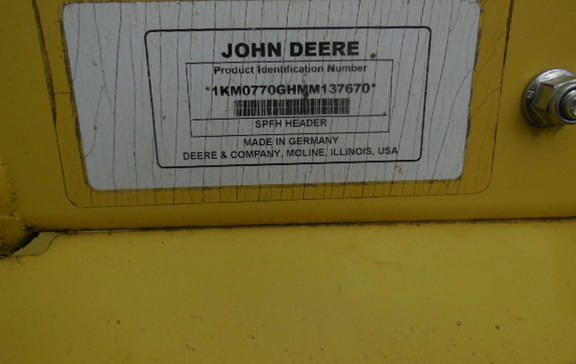 JOHN DEERE
Product Identification Number
*1KM0770GHMM137670*
SPFH HEADER
MADE IN GERMANY
DEERE & COMPANY, MOLINE, ILLINOIS, USA